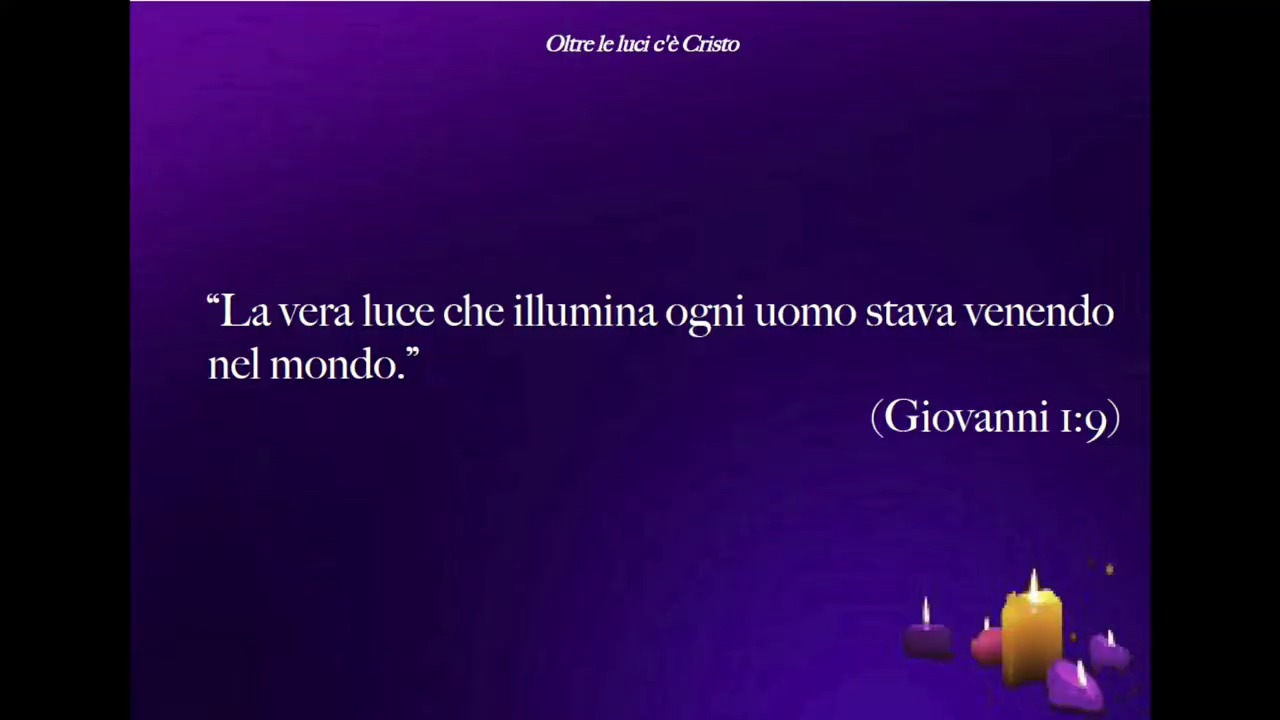 Oltre le luci c'è Cristo
“La vera luce che illumina ogni uomo stava venendo
nel mondo.”
(Giovanni 1:9)